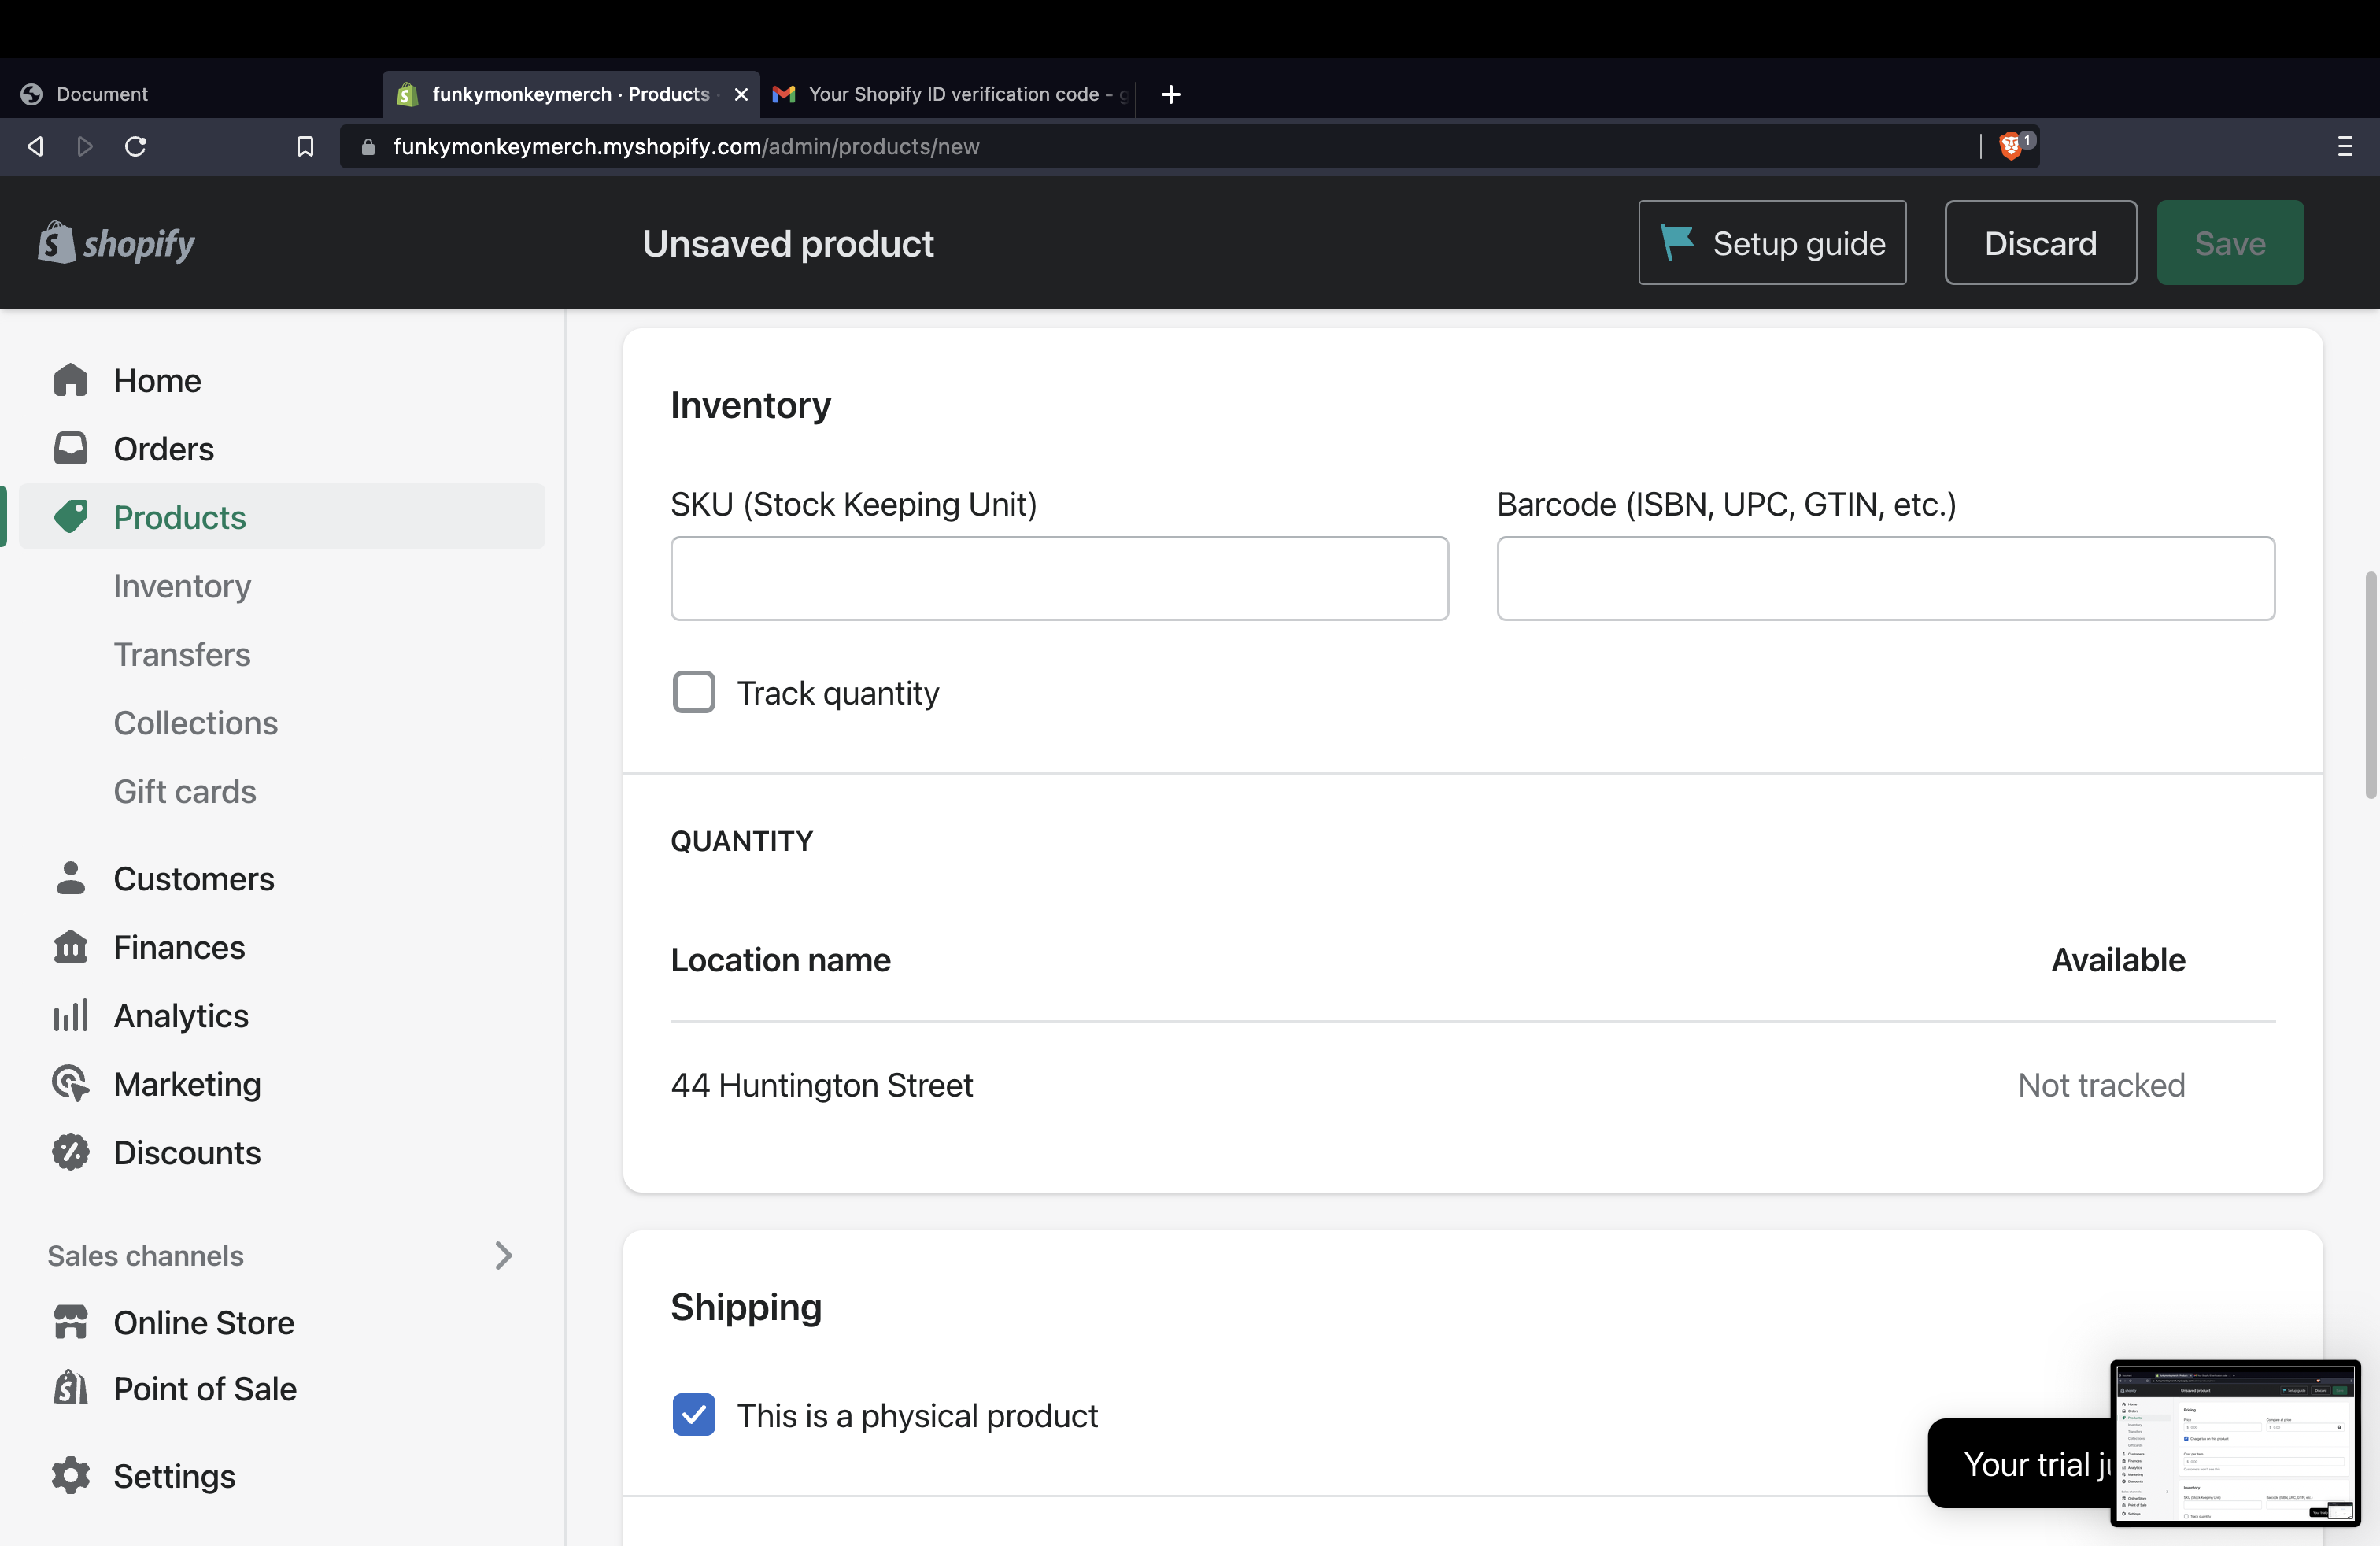 Document
funkymonkeymerch · Products
Your Shopify ID verification code -
funkymonkeymerch.myshopify.com/admin/products/new
1
shopify
Unsaved product
Setup guide
Discard
Save
Home
Orders
Products
Inventory
Transfers
Collections
Gift cards
Customers
Finances
Analytics
Marketing
Discounts
Sales channels
Online Store
Point of Sale
Settings
Inventory
SKU (Stock Keeping Unit)
Barcode (ISBN, UPC, GTIN, etc.)
Track quantity
QUANTITY
Location name
Available
44 Huntington Street
Not tracked
Shipping
This is a physical product
Your trial